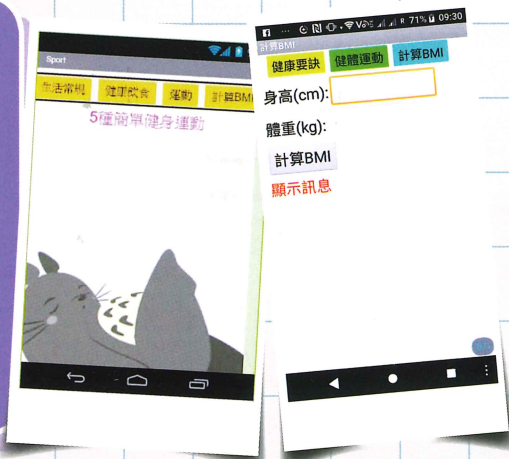 Sport
生活常規 健康飲食 運動 計算BMI
5種簡單健身運動
71% 09:30
計算BMI
健康要訣 健體運動 計算BMI
身高(cm):
體重(kg):
計算BMI
顯示訊息